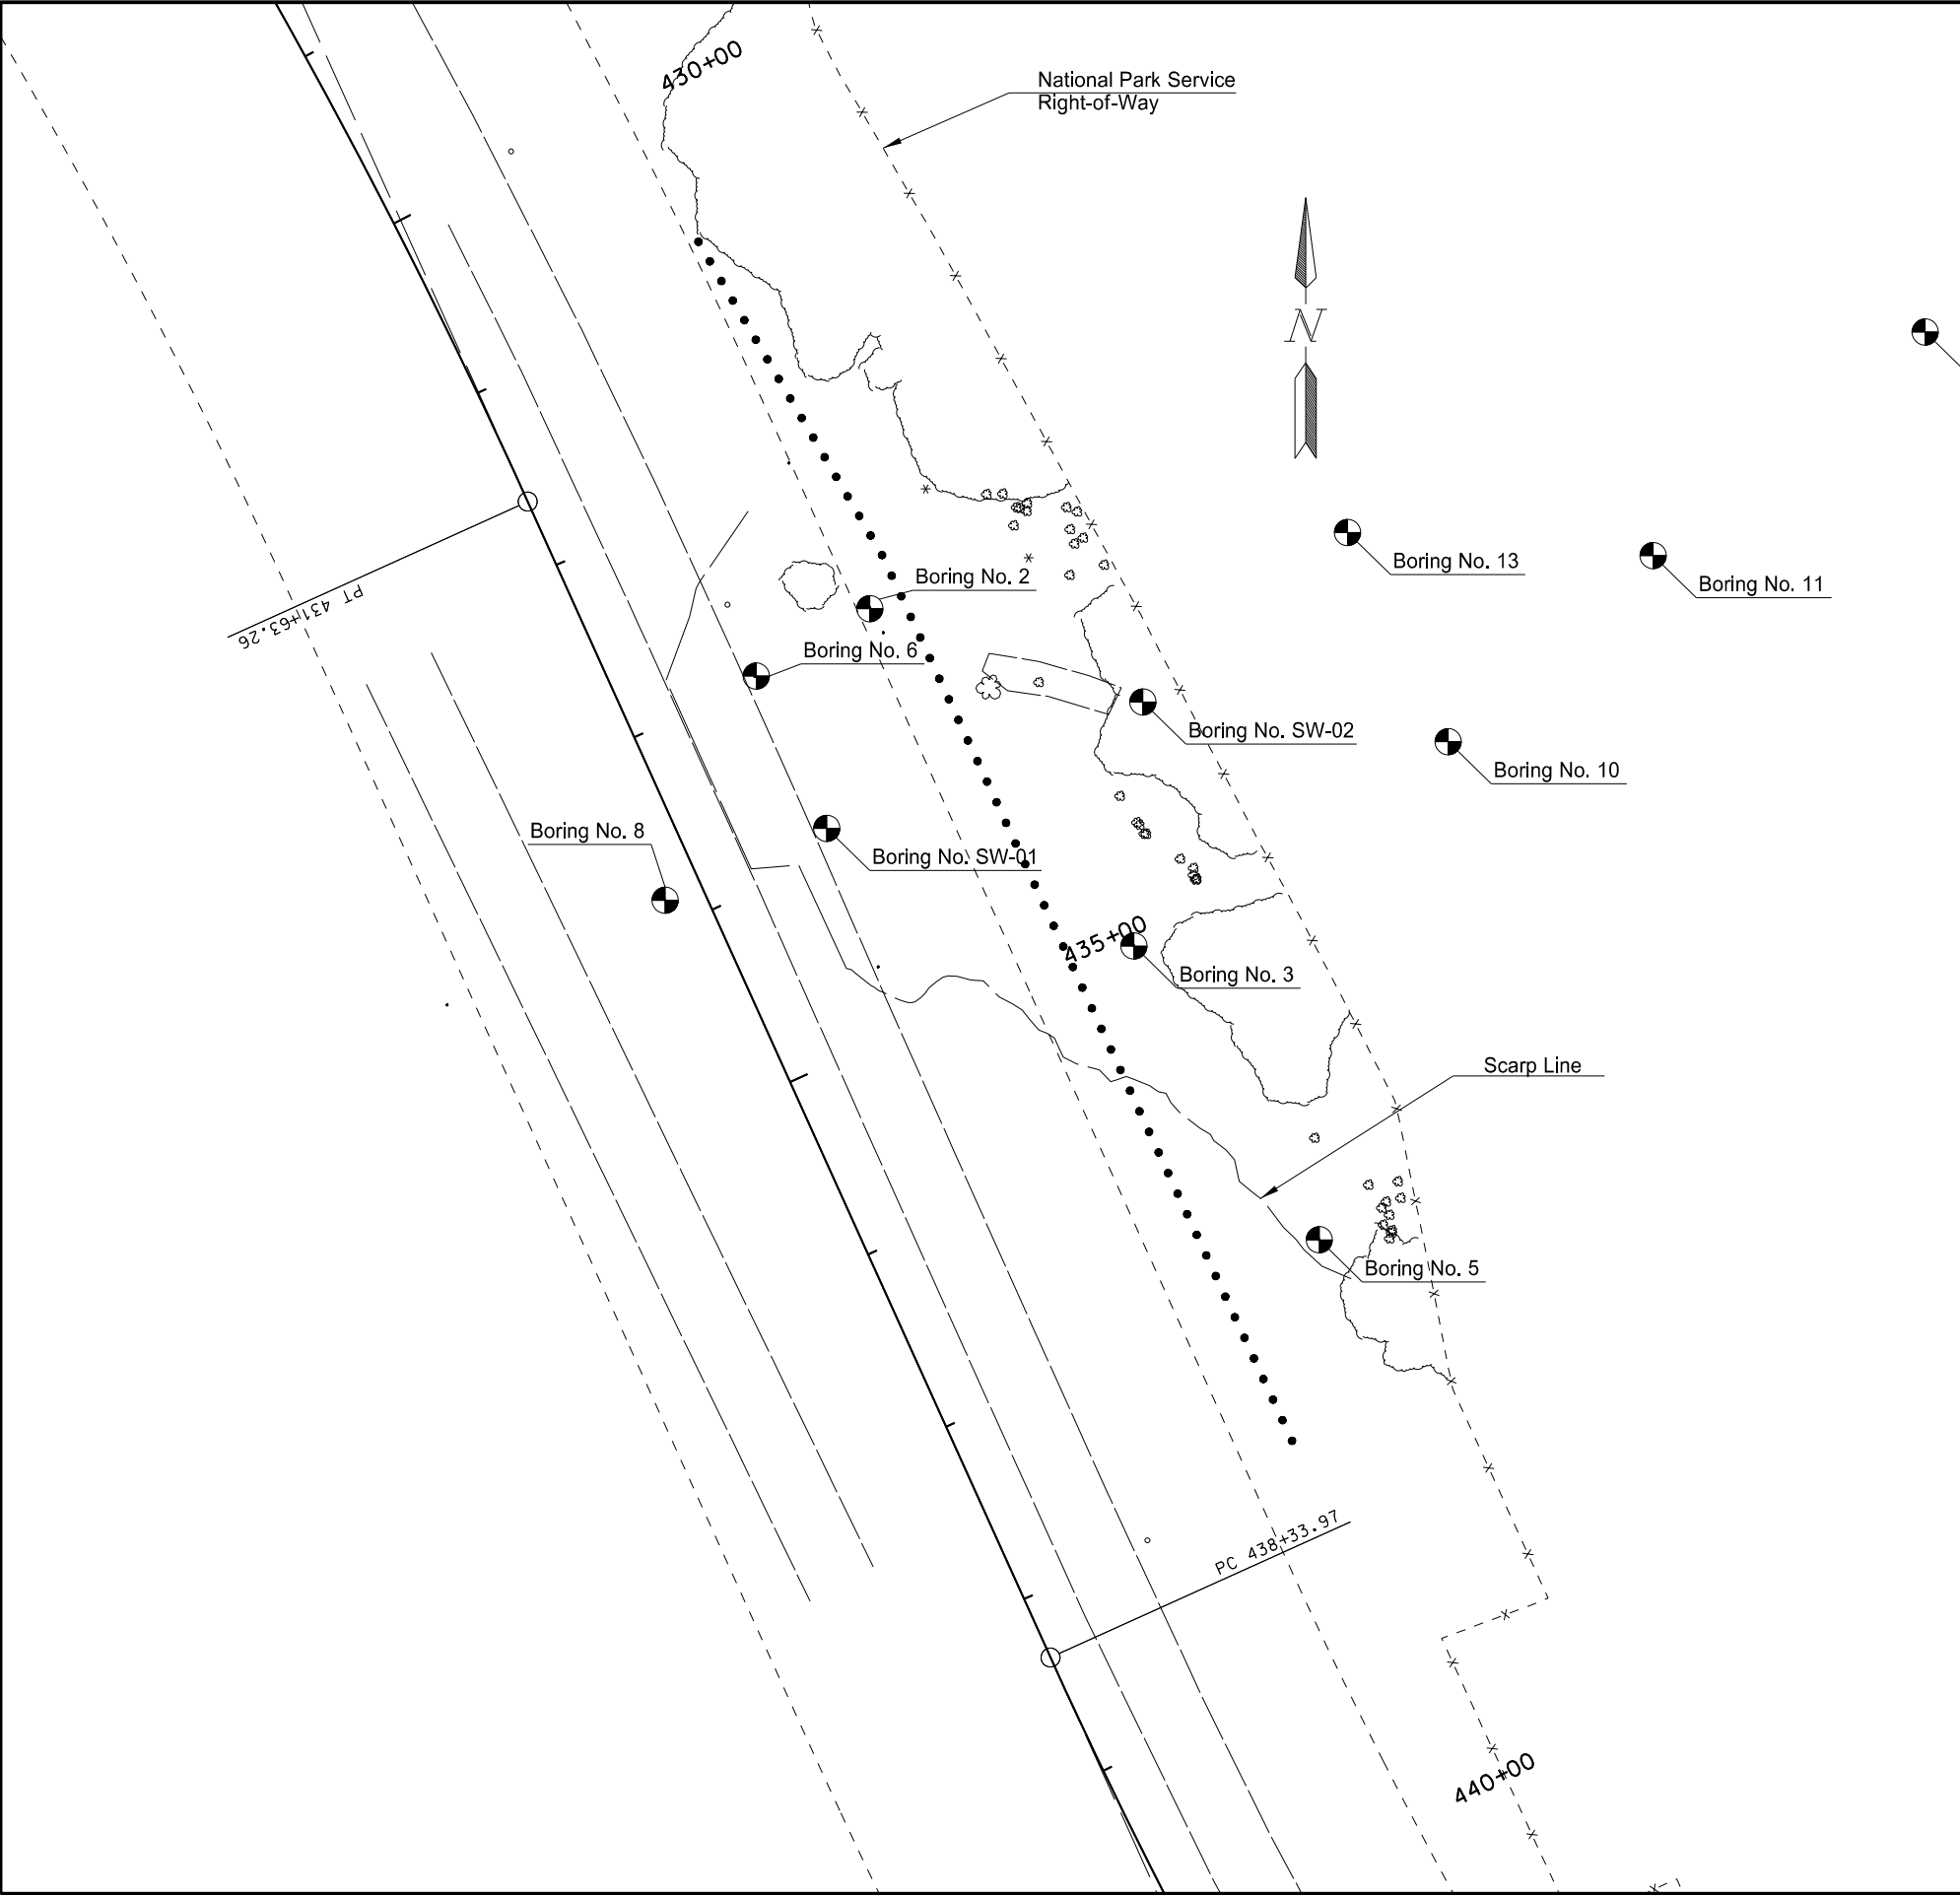 430+00
National Park Service
Right-of-Way
N
Boring No. 13
Boring No. 2
Boring No. 11
PT 431+63.26
Boring No. 6
Boring No. SW-02
Boring No. 10
Boring No. 8
Boring No. SW-01
435+00
Boring No. 3
Scarp Line
Boring No. 5
PC 438+33.97
440+00